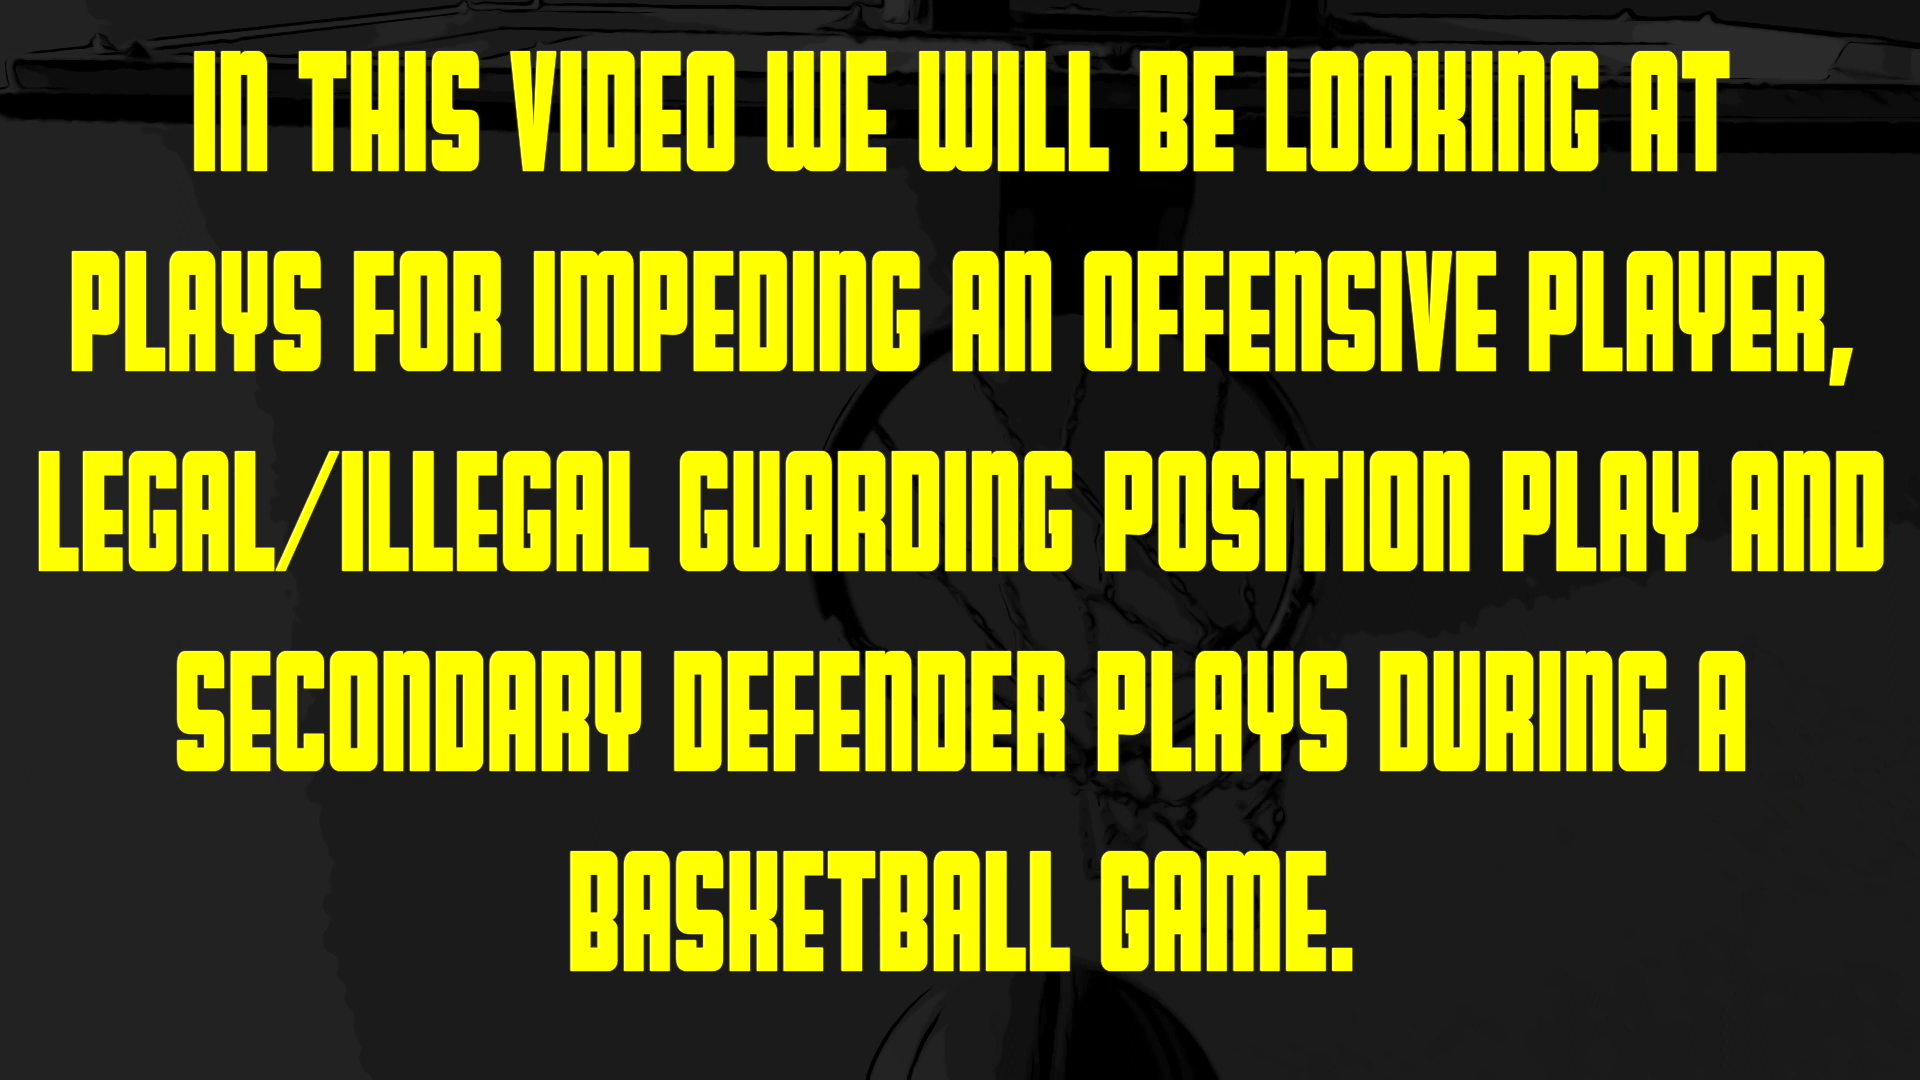 IN THIS VIDEO WE WILL BE LOOKING AT
PLAYS FOR IMPEDING AN OFFENSIVE PLAYER,
LEGAL/ILLEGAL GUARDING POSITION PLAY AND
SECONDARY DEFENDER PLAYS DURING A
BASKETBALL GAME.